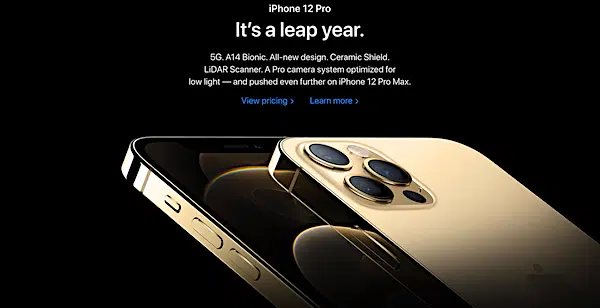 iPhone 12 Pro
It's a leap year.
5G. A14 Bionic. All-new design. Ceramic Shield.
LiDAR Scanner. A Pro camera system optimized for
low light — and pushed even further on iPhone 12 Pro Max.
View pricing > Learn more >